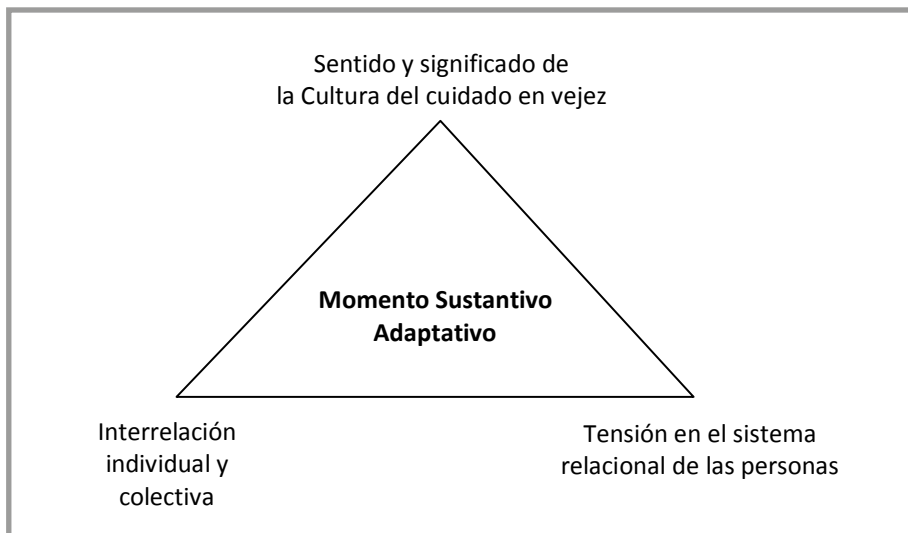 Sentido y significado de
la Cultura del cuidado en vejez
Momento Sustantivo
Adaptativo
Interrelación
individual y
colectiva
Tensión en el sistema
relacional de las personas